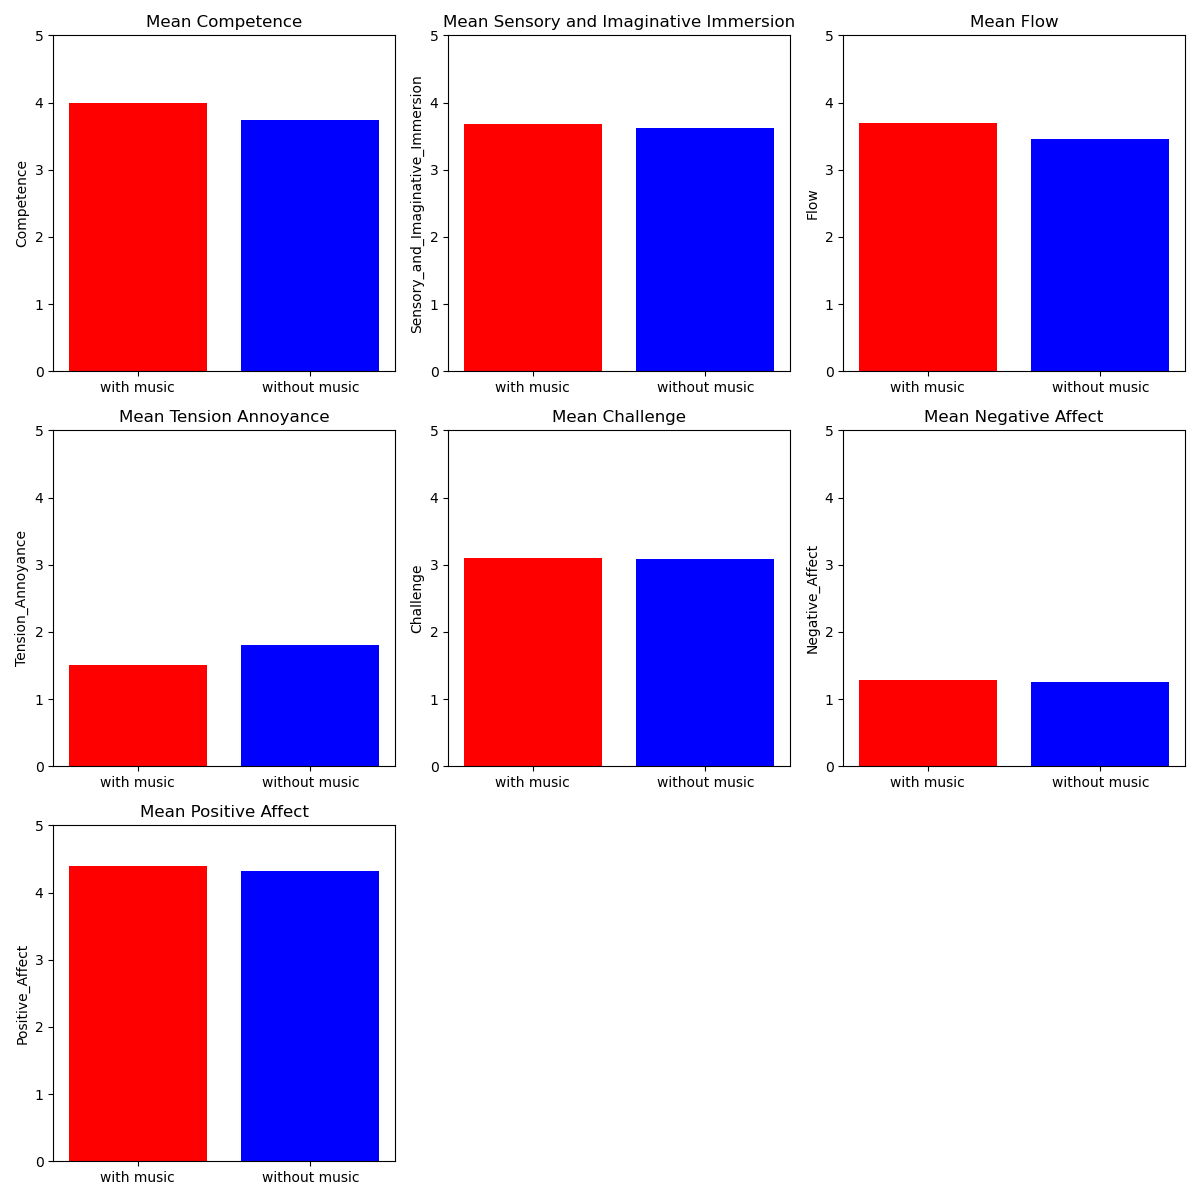 Mean Competence
Competence
5
4
3
2
1
0
with music without music
Mean Sensory and Imaginative Immersion
Sensory_and_Imaginative_Immersion
5
4
3
2
1
0
with music without music
Mean Flow
Flow
5
4
3
2
1
0
with music without music
Mean Tension Annoyance
Tension_Annoyance
5
4
3
2
1
0
with music without music
Mean Challenge
Challenge
5
4
3
2
1
0
with music without music
Mean Negative Affect
Negative_Affect
5
4
3
2
1
0
with music without music
Mean Positive Affect
Positive_Affect
5
4
3
2
1
0
with music without music